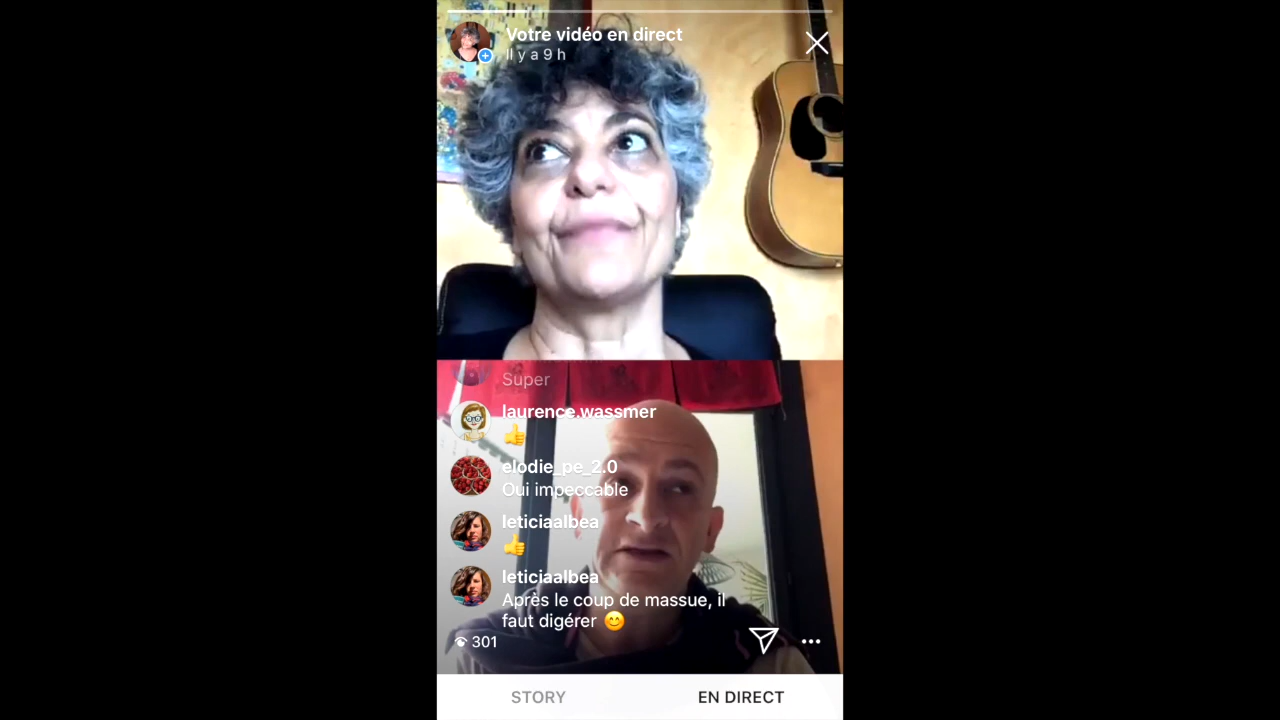 Votre vidéo en direct
Il y a 9 h
Super
laurence.wassmer
👍
elodie_pe_2.0
Oui impeccable
leticiaalbea
👍
leticiaalbea
Après le coup de massue, il
faut digérer 😊
301
STORY
EN DIRECT